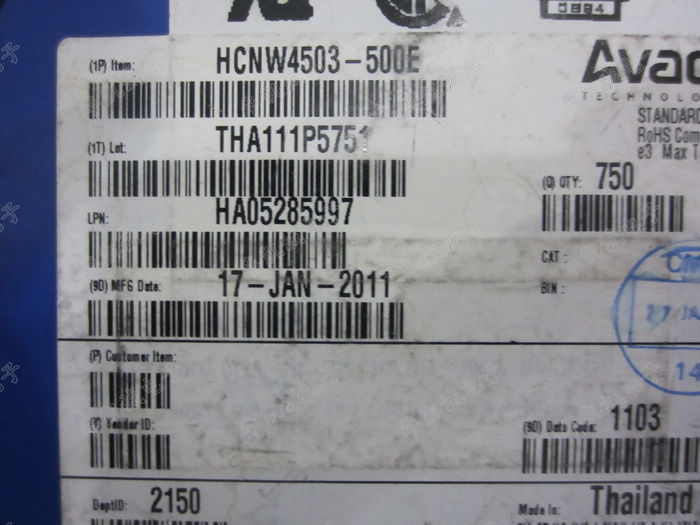 5884
(1P) Item: HCNW4503-500E
Avag
TECHNOLO
(1T) Lot: THA111P5751
STANDARD
RoHS Com
e3 Max T
(Q) QTY: 750
LPN: HA05285997
CAT:
(9D) MFG Date: 17-JAN-2011
BIN:
14
(P) Customer Item:
(V) Vendor ID:
(9D) Date Code: 1103
DeptID: 2150
Made In: Thailand